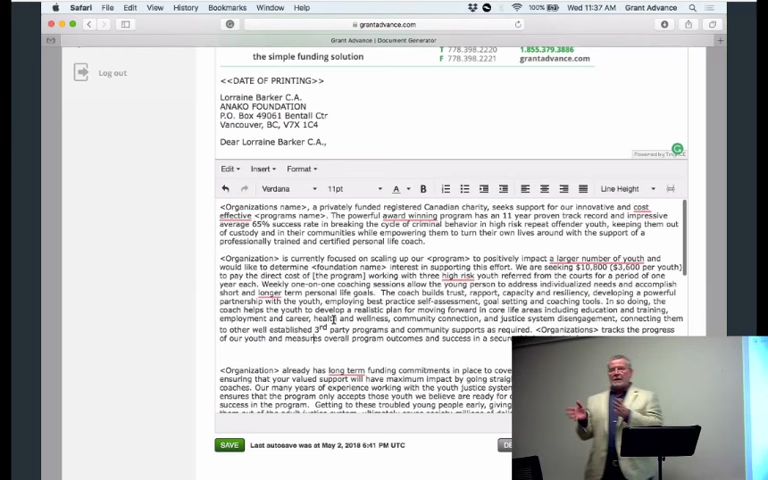 Safari File Edit View History Bookmarks Window Help
100% Wed 11:37 AM Grant Advance
grantadvance.com
Grant Advance | Document Generator
Log out
the simple funding solution
T 778.398.2220 1.855.379.3886
F 778.398.2221 grantadvance.com
<<DATE OF PRINTING>>
Lorraine Barker C.A.
ANAKO FOUNDATION
P.O. Box 49061 Bentall Ctr
Vancouver, BC, V7X 1C4
Dear Lorraine Barker C.A.,
Edit Insert Format
Verdana 11pt A B Line Height
<Organizations name>, a privately funded registered Canadian charity, seeks support for our innovative and cost
effective <programs name>. The powerful award winning program has an 11 year proven track record and impressive
average 65% success rate in breaking the cycle of criminal behavior in high risk repeat offender youth, keeping them out
of custody and in their communities while empowering them to turn their own lives around with the support of a
professionally trained and certified personal life coach.
<Organization> is currently focused on scaling up our <program> to positively impact a larger number of youth and
would like to determine <foundation name> interest in supporting this effort. We are seeking $10,800 ($3,600 per youth)
to pay the direct cost of [the program] working with three high risk youth referred from the courts for a period of one
year. Weekly one-on-one coaching sessions allow the young person to address individualized needs and accomplish
short and longer term personal life goals. The coach builds trust, rapport, capacity and resiliency, developing a powerful
partnership with the youth, employing best practice self-assessment, goal setting and coaching tools. In so doing, the
coach helps the youth to develop a realistic plan for moving forward in core life areas including education and training,
employment and career, health and wellness, community connection, and justice system disengagement, connecting them
to other well established 3rd party programs and community supports as required. <Organizations> tracks the progress
of our youth and measures overall program outcomes and success in a secure
<Organization> already has long term funding commitments in place to cove
ensuring that your valued support will have maximum impact by going straig
coaches. Our many years of experience working with the youth justice system
ensures that the program only accepts those youth we believe are ready for c
success in the program. Getting to these troubled young people early, giving
SAVE Last autosave was at May 2, 2018 6:41 PM UTC